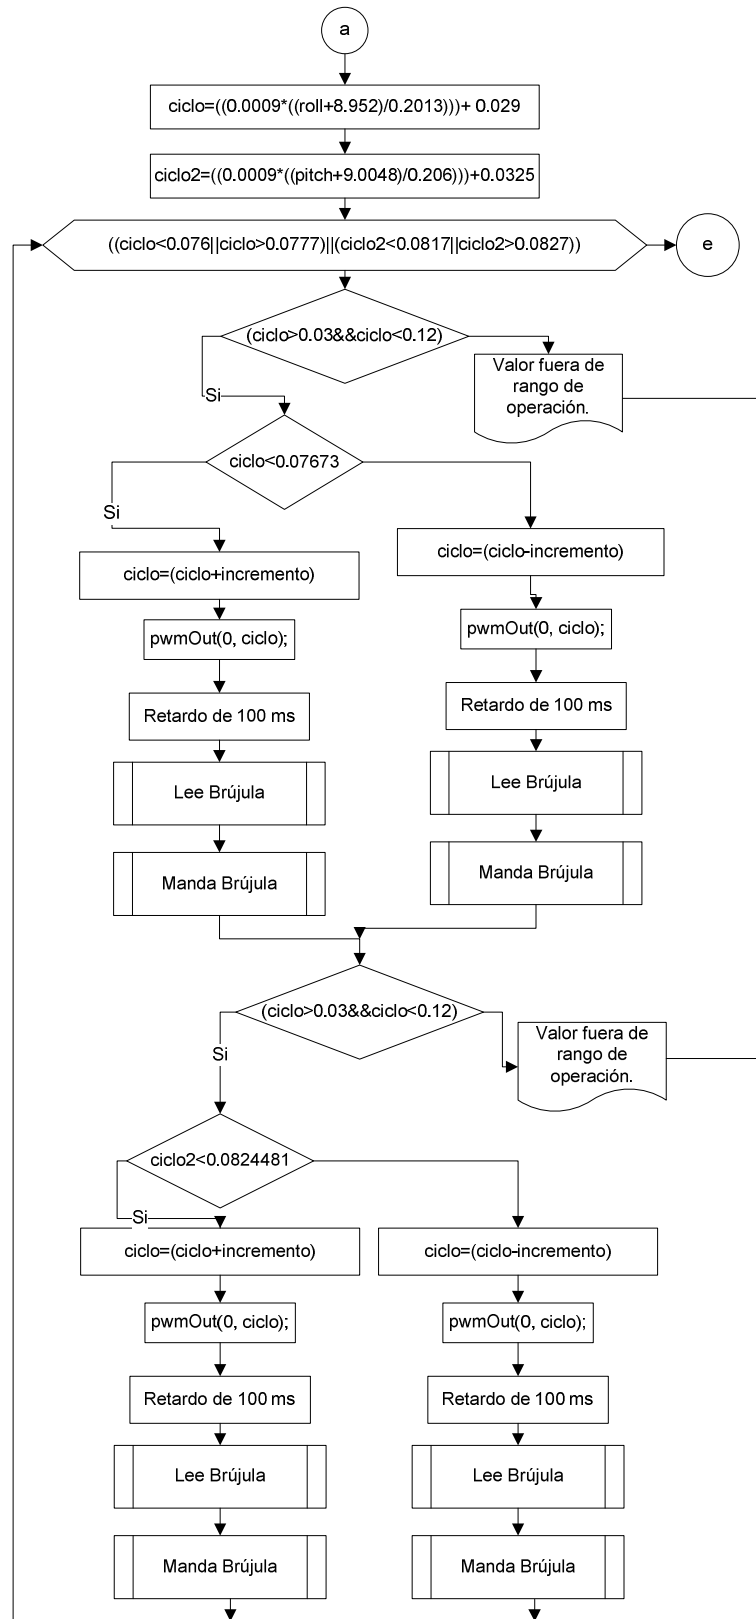 a
ciclo=((0.0009*((roll+8.952)/0.2013)))+ 0.029
ciclo2=((0.0009*((pitch+9.0048)/0.206)))+0.0325
((ciclo<0.076||ciclo>0.0777)||(ciclo2<0.0817||ciclo2>0.0827))
e
(ciclo>0.03&&ciclo<0.12)
Valor fuera de
rango de
operación.
Si
ciclo<0.07673
Si
ciclo=(ciclo+incremento)
ciclo=(ciclo-incremento)
pwmOut(0, ciclo);
pwmOut(0, ciclo);
Retardo de 100 ms
Retardo de 100 ms
Lee Brújula
Lee Brújula
Manda Brújula
Manda Brújula
(ciclo>0.03&&ciclo<0.12)
Valor fuera de
rango de
operación.
Si
ciclo2<0.0824481
Si
ciclo=(ciclo+incremento)
ciclo=(ciclo-incremento)
pwmOut(0, ciclo);
pwmOut(0, ciclo);
Retardo de 100 ms
Retardo de 100 ms
Lee Brújula
Lee Brújula
Manda Brújula
Manda Brújula